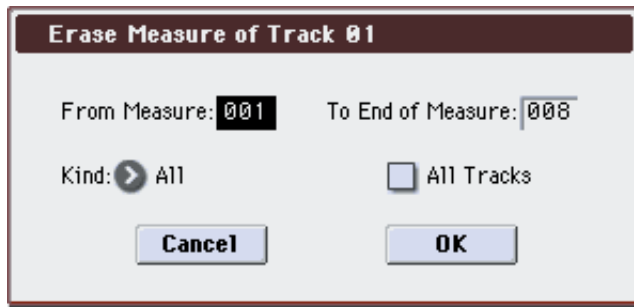 Erase Measure of Track 01
From Measure: 001 To End of Measure: 008
Kind: All All Tracks
Cancel OK